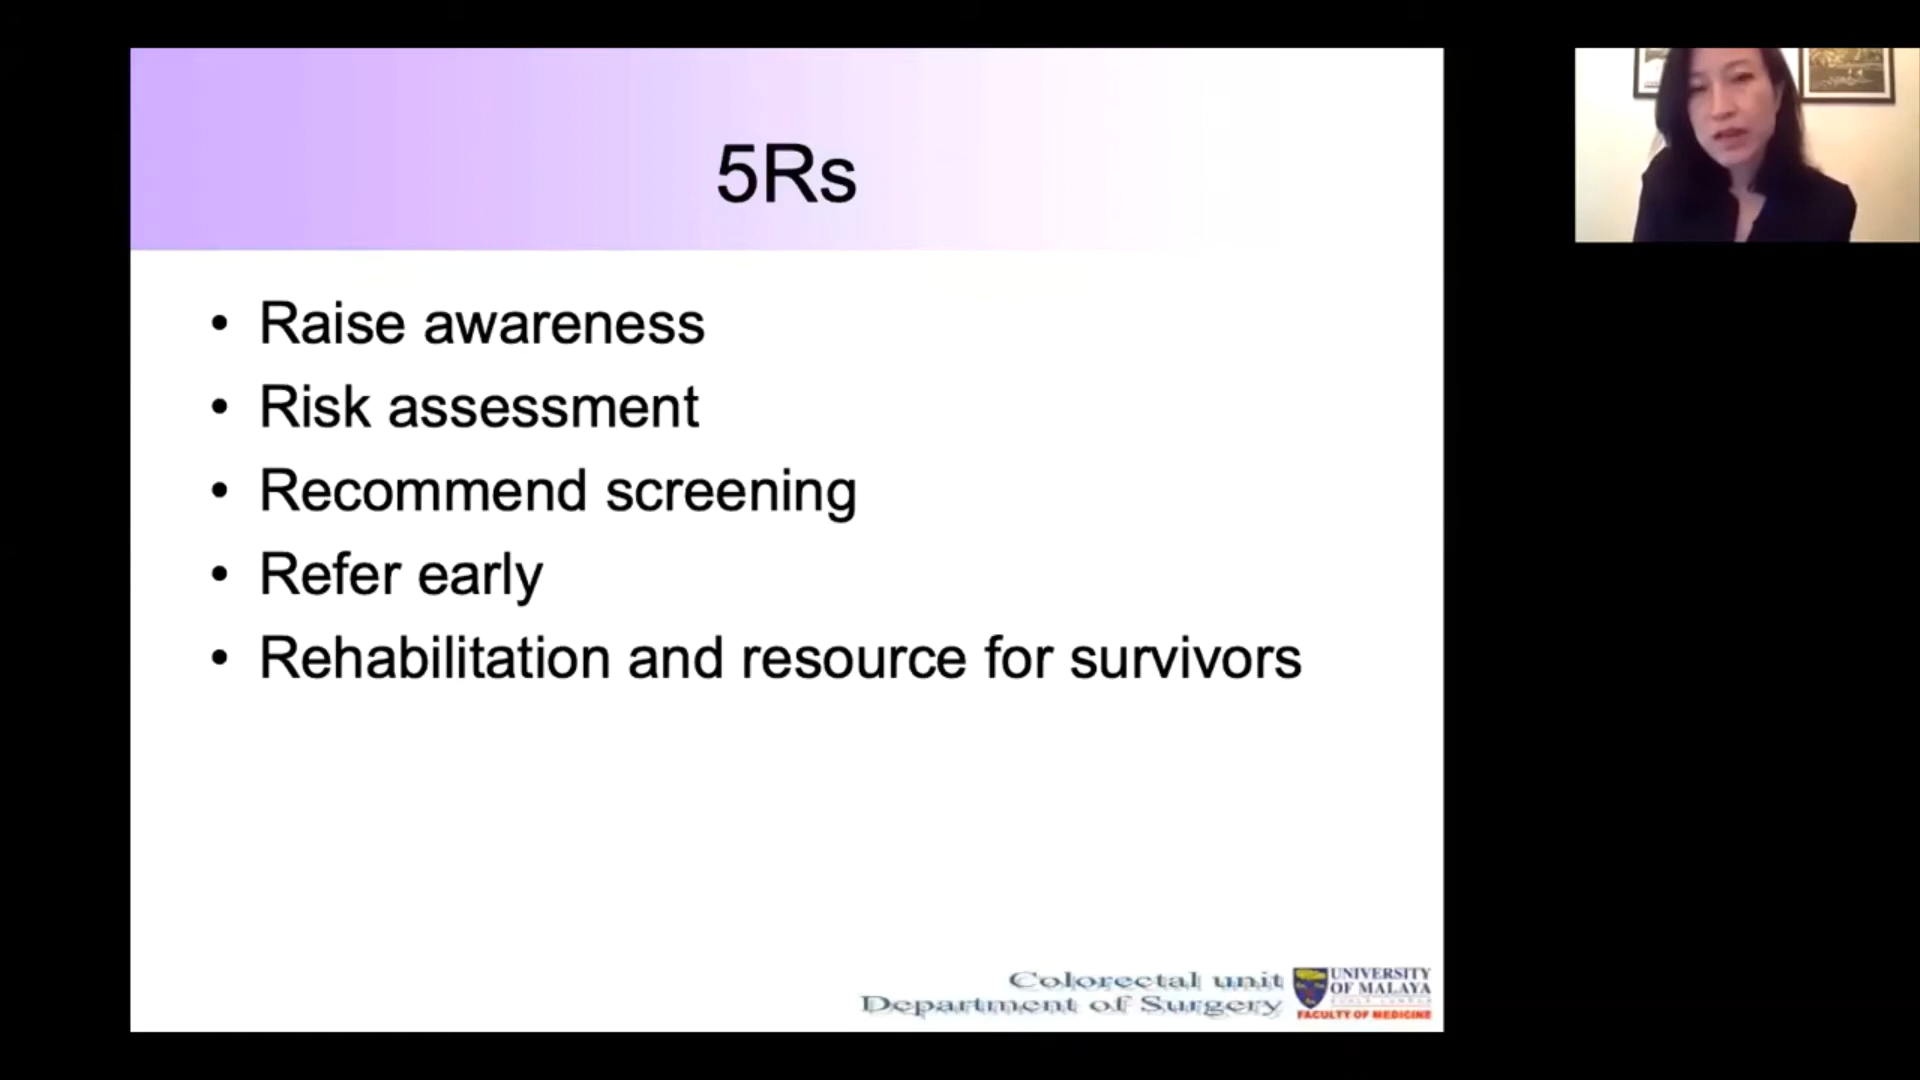 5Rs
• Raise awareness
• Risk assessment
• Recommend screening
• Refer early
• Rehabilitation and resource for survivors
Colorectal unit
Department of Surgery
UNIVERSITY
OF MALAYA
FACULTY OF MEDICINE